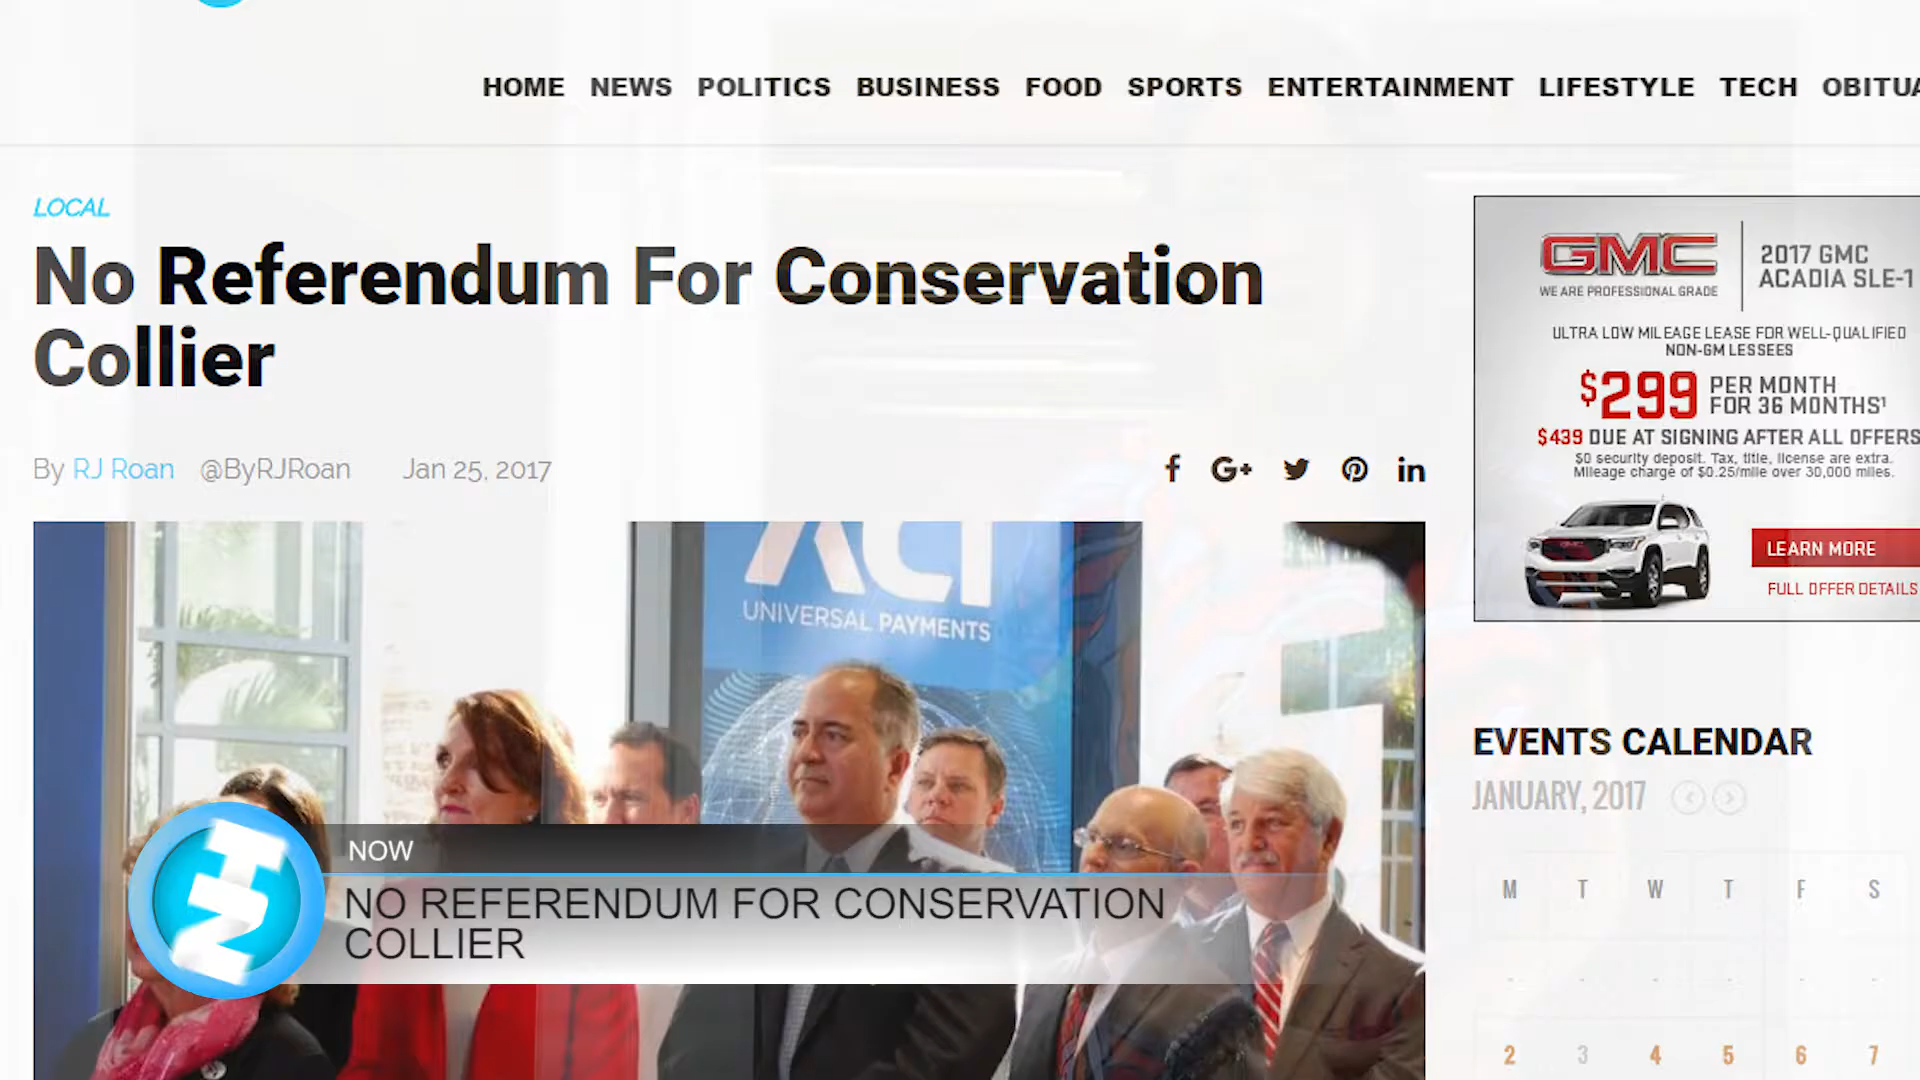 HOME NEWS POLITICS BUSINESS FOOD SPORTS ENTERTAINMENT LIFESTYLE TECH
LOCAL
No Referendum For Conservation
Collier
By RJ Roan @ByRJRoan Jan 25, 2017
f G+ in
UNIVERSAL PAYMENTS
NOW
NO REFERENDUM FOR CONSERVATION
COLLIER
GMC
WE ARE PROFESSIONAL GRADE
2017 GMC
ACADIA SLE-1
ULTRA LOW MILEAGE LEASE FOR WELL-QUALIFIED
NON-GM LESSEES
$299 PER MONTH
FOR 36 MONTHS¹
$439 DUE AT SIGNING AFTER ALL OFFERS
$0 security deposit. Tax, title, license are extra.
Mileage charge of $0.25/mile over 30,000 miles.
LEARN MORE
FULL OFFER DETAILS
EVENTS CALENDAR
JANUARY, 2017
M T W T F S
- - - - - -
2 3 4 5 6 7